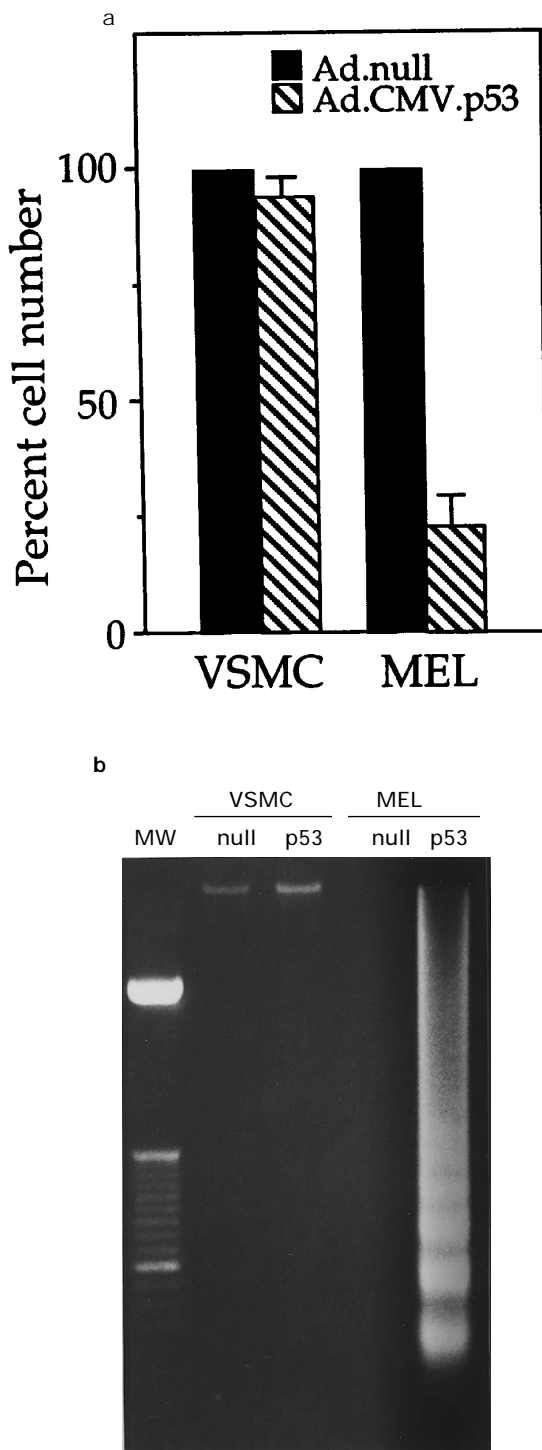 a
Ad.null
Ad.CMV.p53
100
50
0
Percent cell number
VSMC MEL
b
VSMC MEL
MW null p53 null p53